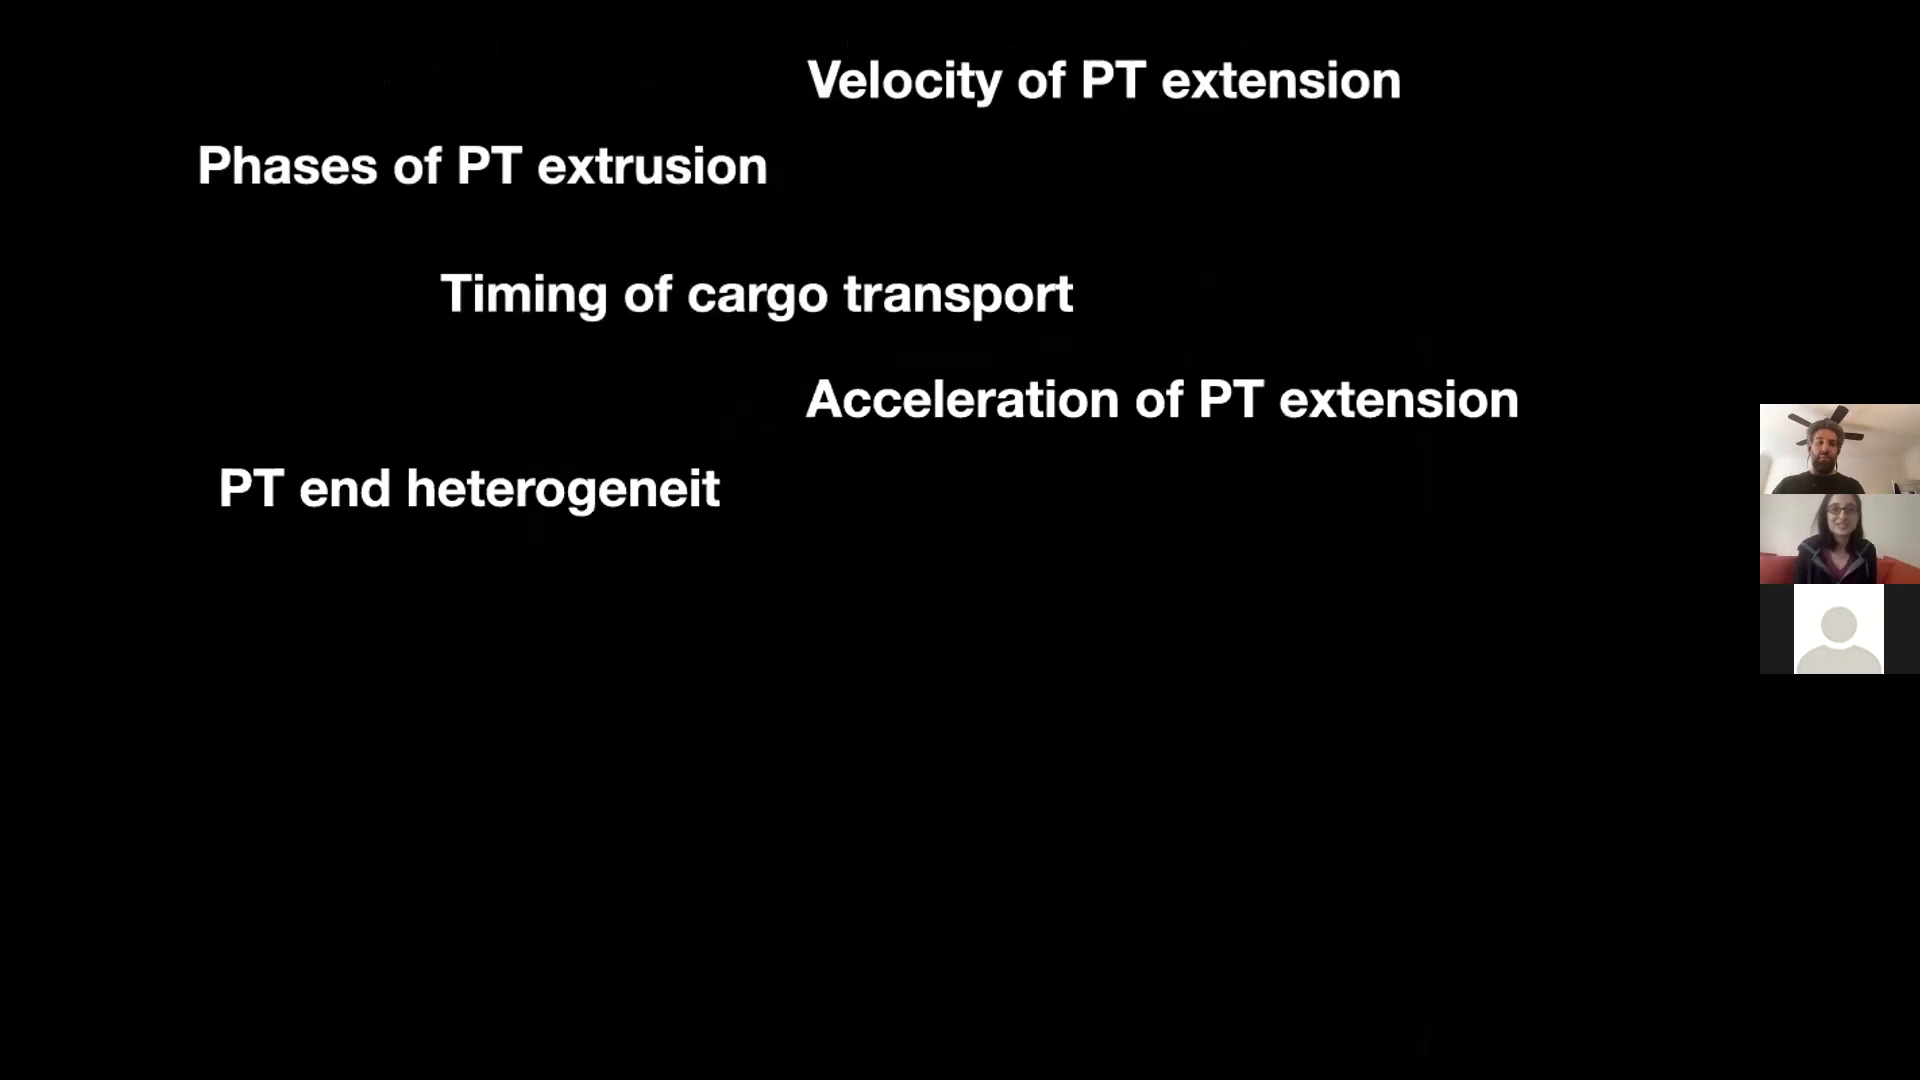 Velocity of PT extension
Phases of PT extrusion
Timing of cargo transport
Acceleration of PT extension
PT end heterogeneit